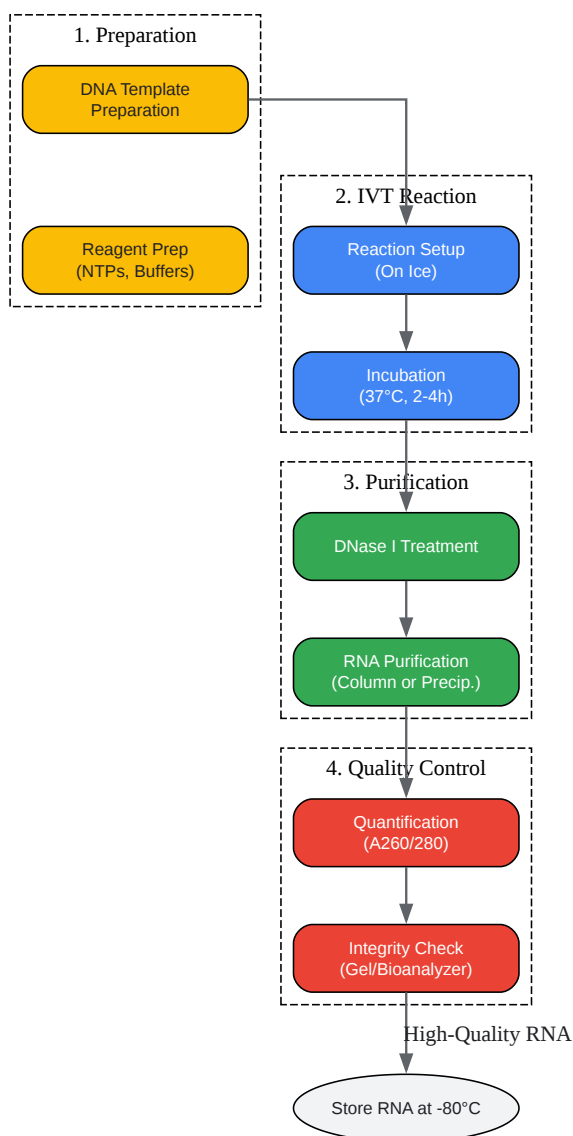 1. Preparation
DNA Template
Preparation
Reagent Prep
(NTPs, Buffers)
2. IVT Reaction
Reaction Setup
(On Ice)
Incubation
(37°C, 2-4h)
3. Purification
DNase I Treatment
RNA Purification
(Column or Precip.)
4. Quality Control
Quantification
(A260/280)
Integrity Check
(Gel/Bioanalyzer)
High-Quality RNA
Store RNA at -80°C